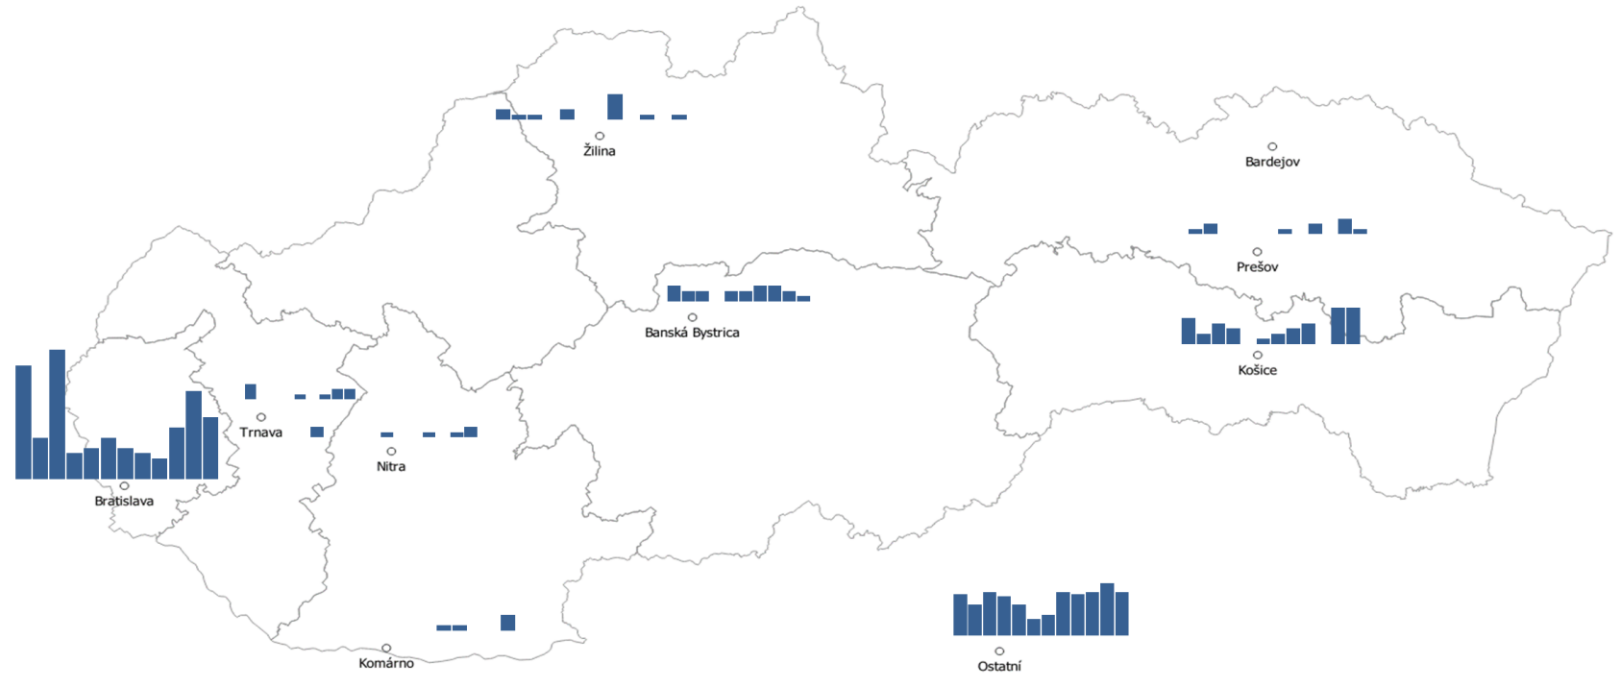 Žilina
Bardejov
Prešov
Banská Bystrica
Košice
Trnava
Nitra
Bratislava
Komárno
Ostatní